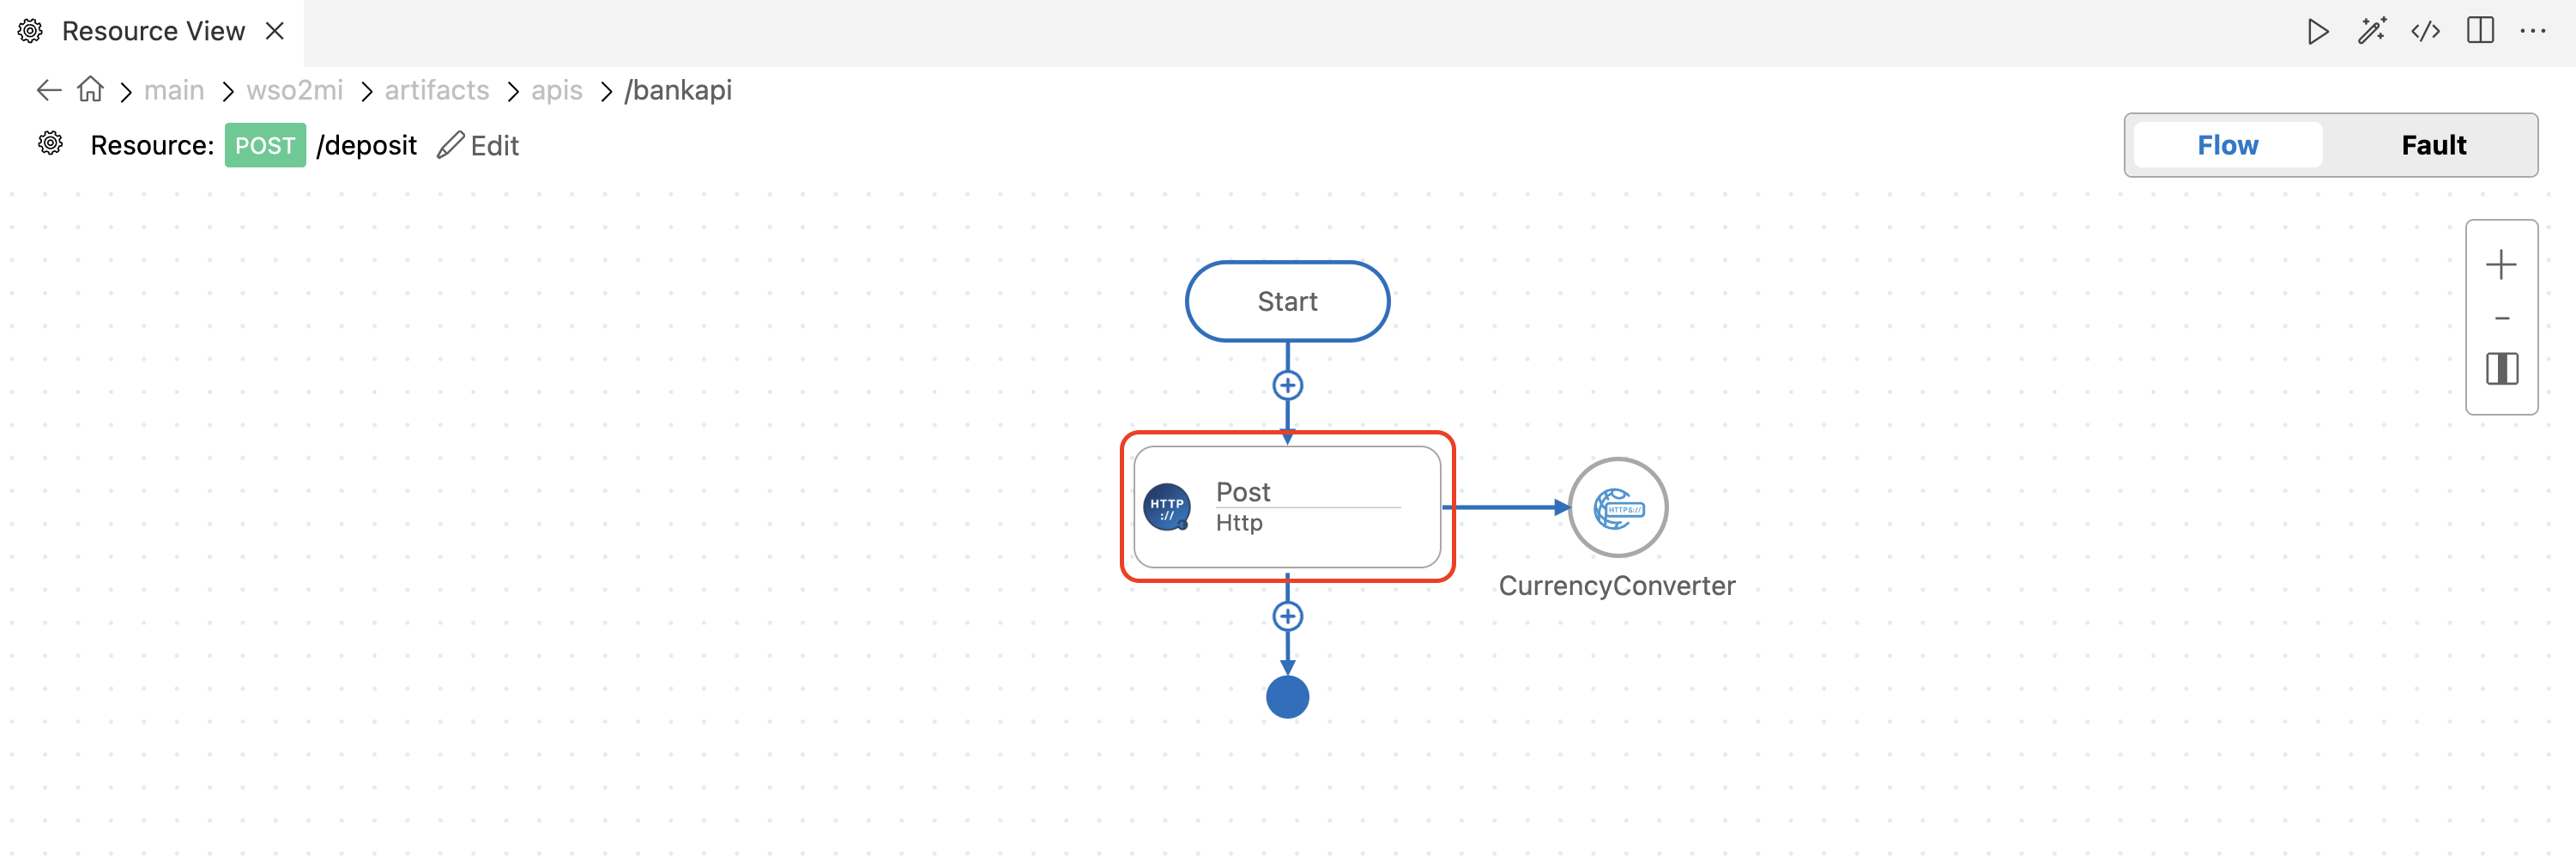 Resource View
main wso2mi artifacts apis /bankapi
Resource: POST /deposit Edit
Flow Fault
Start
Post
Http
HTTP
://
HTTPS://
CurrencyConverter